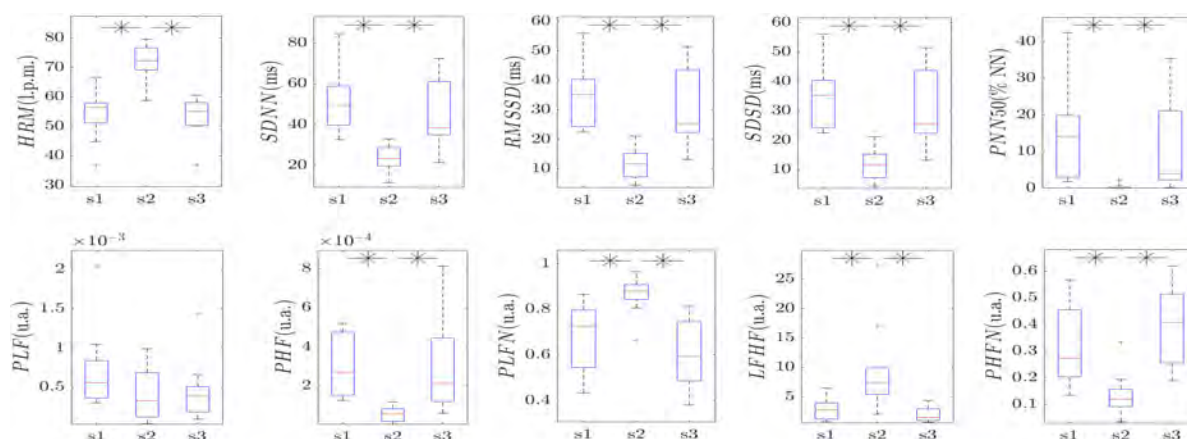 HRM(l.p.m.)
80
70
60
50
40
30
s1 s2 s3
SDNN(ms)
80
60
40
20
s1 s2 s3
RMSSD(ms)
60
50
40
30
20
10
s1 s2 s3
SDSD(ms)
60
50
40
30
20
10
s1 s2 s3
PNN50(% NN)
40
30
20
10
0
s1 s2 s3
×10⁻³
PLF(u.a.)
2
1.5
1
0.5
s1 s2 s3
×10⁻⁴
PHF(u.a.)
8
6
4
2
s1 s2 s3
PLFN(u.a.)
1
0.8
0.6
0.4
s1 s2 s3
LFHF(u.a.)
25
20
15
10
5
s1 s2 s3
PHFN(u.a.)
0.6
0.5
0.4
0.3
0.2
0.1
s1 s2 s3